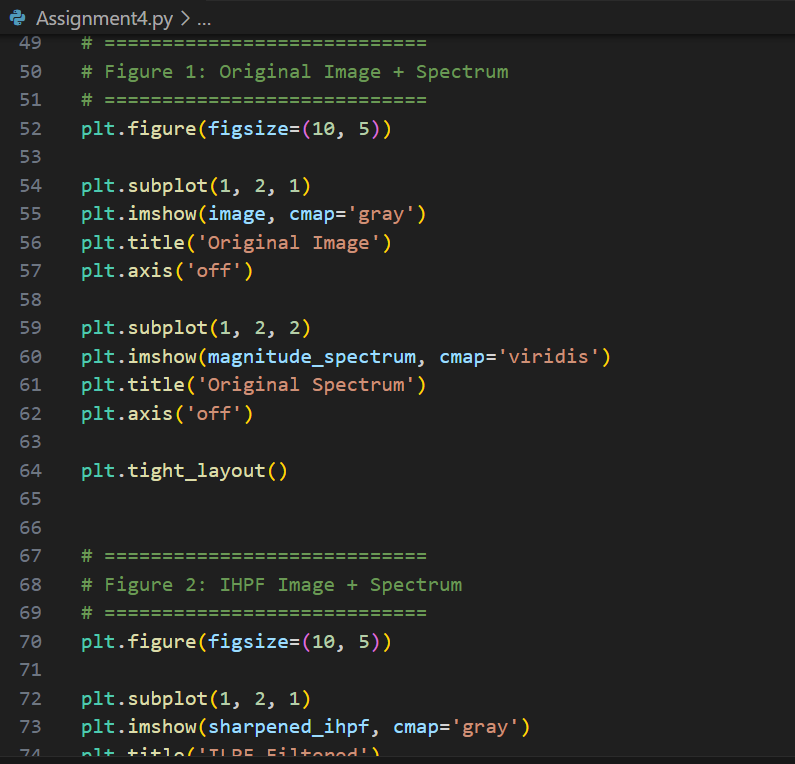 Assignment4.py > ...
49 # ============================
50 # Figure 1: Original Image + Spectrum
51 # ============================
52 plt.figure(figsize=(10, 5))
53
54 plt.subplot(1, 2, 1)
55 plt.imshow(image, cmap='gray')
56 plt.title('Original Image')
57 plt.axis('off')
58
59 plt.subplot(1, 2, 2)
60 plt.imshow(magnitude_spectrum, cmap='viridis')
61 plt.title('Original Spectrum')
62 plt.axis('off')
63
64 plt.tight_layout()
65
66
67 # ============================
68 # Figure 2: IHPF Image + Spectrum
69 # ============================
70 plt.figure(figsize=(10, 5))
71
72 plt.subplot(1, 2, 1)
73 plt.imshow(sharpened_ihpf, cmap='gray')
74 plt.title('IHPF Filtered')